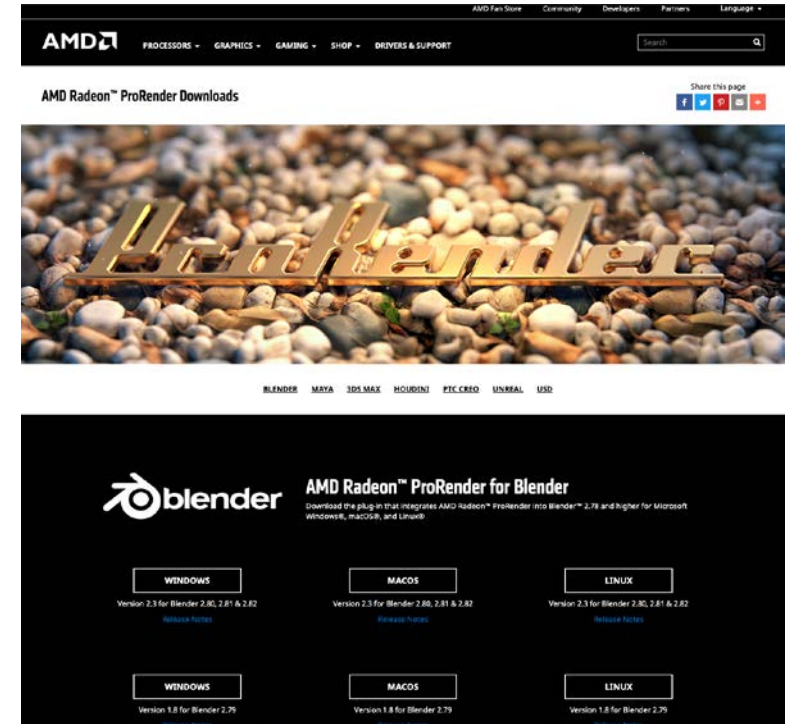 AMD Fan Store Community Developers Partners Language
AMD PROCESSORS GRAPHICS GAMING SHOP DRIVERS & SUPPORT Search
AMD Radeon™ ProRender Downloads
Share this page
ProRender
BLENDER MAYA 3DS MAX HOUDINI PTC CREO UNREAL USD
blender
AMD Radeon™ ProRender for Blender
Download the plug-in that integrates AMD Radeon™ ProRender into Blender™ 2.78 and higher for Microsoft
Windows®, macOS®, and Linux®
WINDOWS MACOS LINUX
Version 2.3 for Blender 2.80, 2.81 & 2.82 Version 2.3 for Blender 2.80, 2.81 & 2.82 Version 2.3 for Blender 2.80, 2.81 & 2.82
Release Notes Release Notes Release Notes
WINDOWS MACOS LINUX
Version 1.8 for Blender 2.79 Version 1.8 for Blender 2.79 Version 1.8 for Blender 2.79